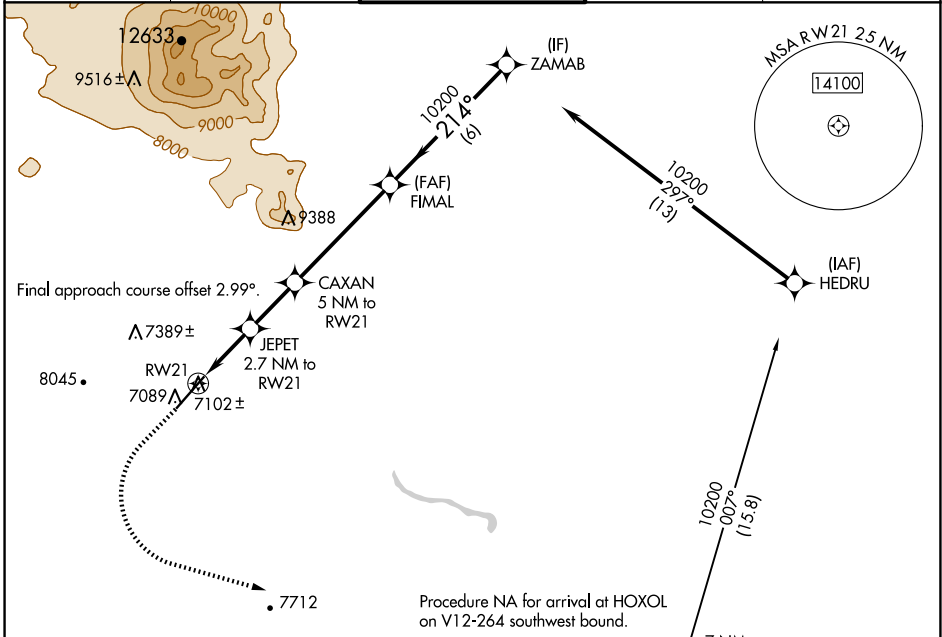 10000
12633
9516±
9000
8000
9388
(IF)
ZAMAB
10200
214°
(6)
(FAF)
FIMAL
MSA RW21 25 NM
14100
10200
297°
(13)
(IAF)
HEDRU
Final approach course offset 2.99°.
CAXAN
5 NM to
RW21
7389±
JEPET
2.7 NM to
RW21
RW21
8045
7089
7102±
10200
007°
(15.8)
7712
Procedure NA for arrival at HOXOL
on V12-264 southwest bound.